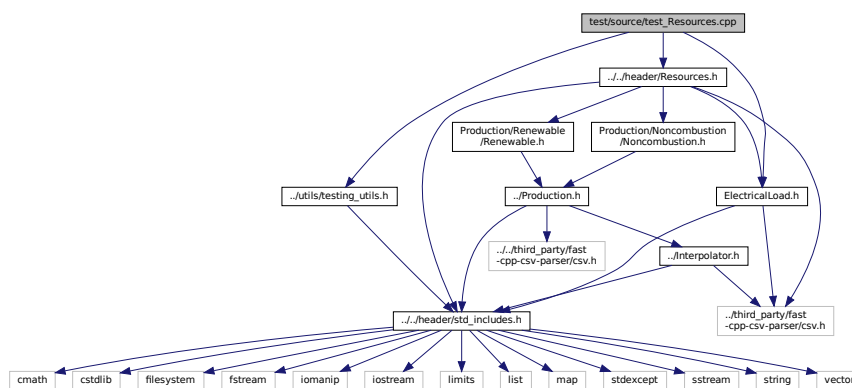 test/source/test_Resources.cpp
../../header/Resources.h
Production/Renewable
/Renewable.h
Production/Noncombustion
/Noncombustion.h
../utils/testing_utils.h
../Production.h
ElectricalLoad.h
../../third_party/fast
-cpp-csv-parser/csv.h
../Interpolator.h
../third_party/fast
-cpp-csv-parser/csv.h
../../header/std_includes.h
cmath
cstdlib
filesystem
fstream
iomanip
iostream
limits
list
map
stdexcept
sstream
string
vector